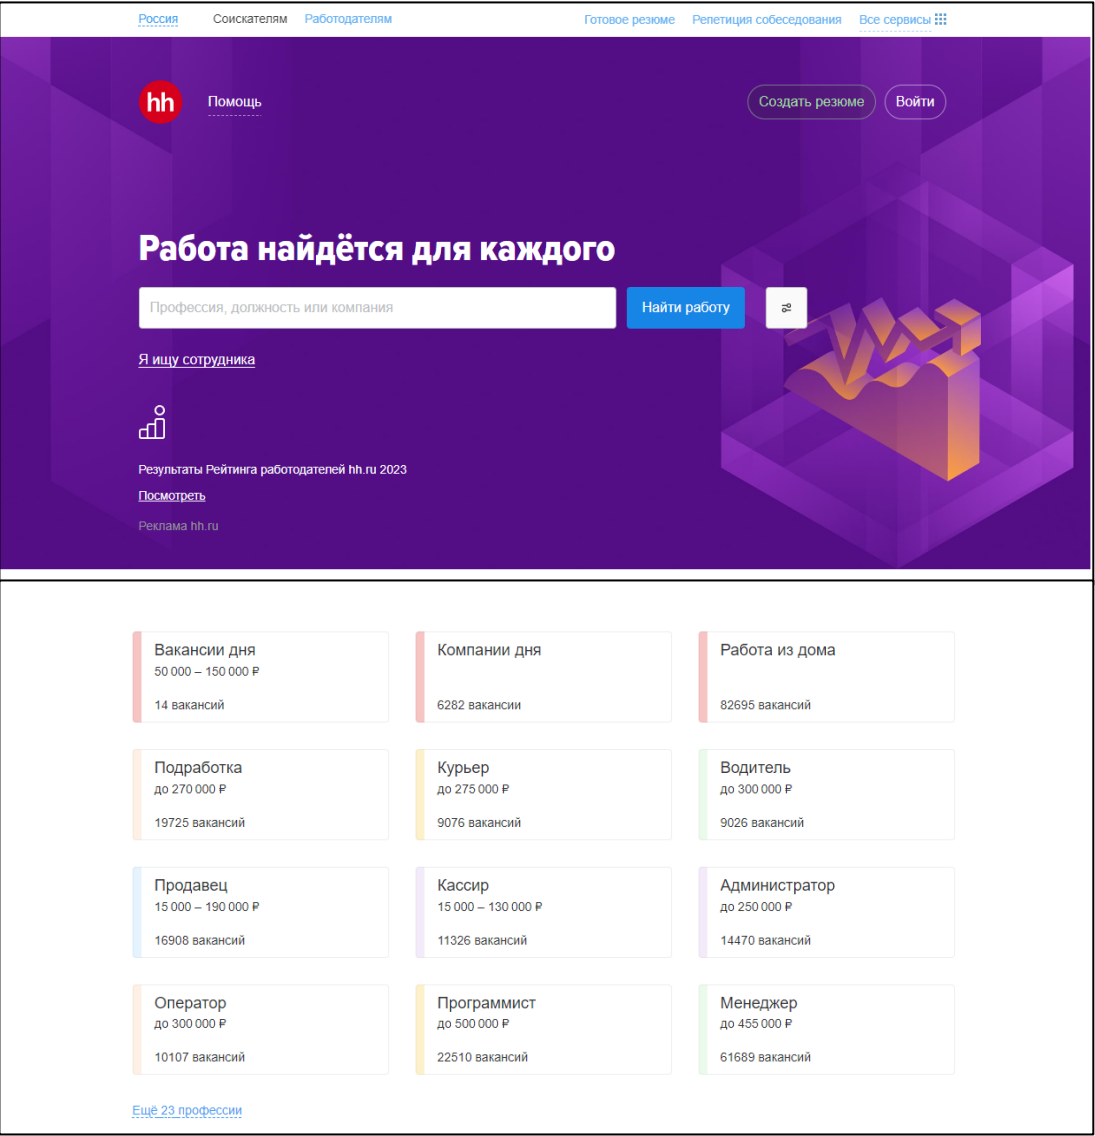 Россия Соискателям Работодателям Готовое резюме Репетиция собеседования Все сервисы
hh Помощь Создать резюме Войти
Работа найдётся для каждого
Профессия, должность или компания Найти работу
Я ищу сотрудника
Результаты Рейтинга работодателей hh.ru 2023
Посмотреть
Реклама hh.ru
Вакансии дня
50 000 – 150 000 ₽
14 вакансий
Компании дня
6282 вакансии
Работа из дома
82695 вакансий
Подработка
до 270 000 ₽
19725 вакансий
Курьер
до 275 000 ₽
9076 вакансий
Водитель
до 300 000 ₽
9026 вакансий
Продавец
15 000 – 190 000 ₽
16908 вакансий
Кассир
15 000 – 130 000 ₽
11326 вакансий
Администратор
до 250 000 ₽
14470 вакансий
Оператор
до 300 000 ₽
10107 вакансий
Программист
до 500 000 ₽
22510 вакансий
Менеджер
до 455 000 ₽
61689 вакансий
Ещё 23 профессии